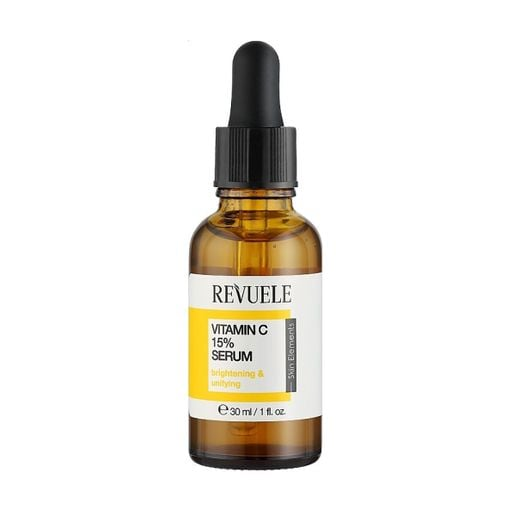 REVUELE
VITAMIN C
15%
SERUM
brightening &
unifying
Skin Elements
℮ 30 ml / 1 fl. oz.